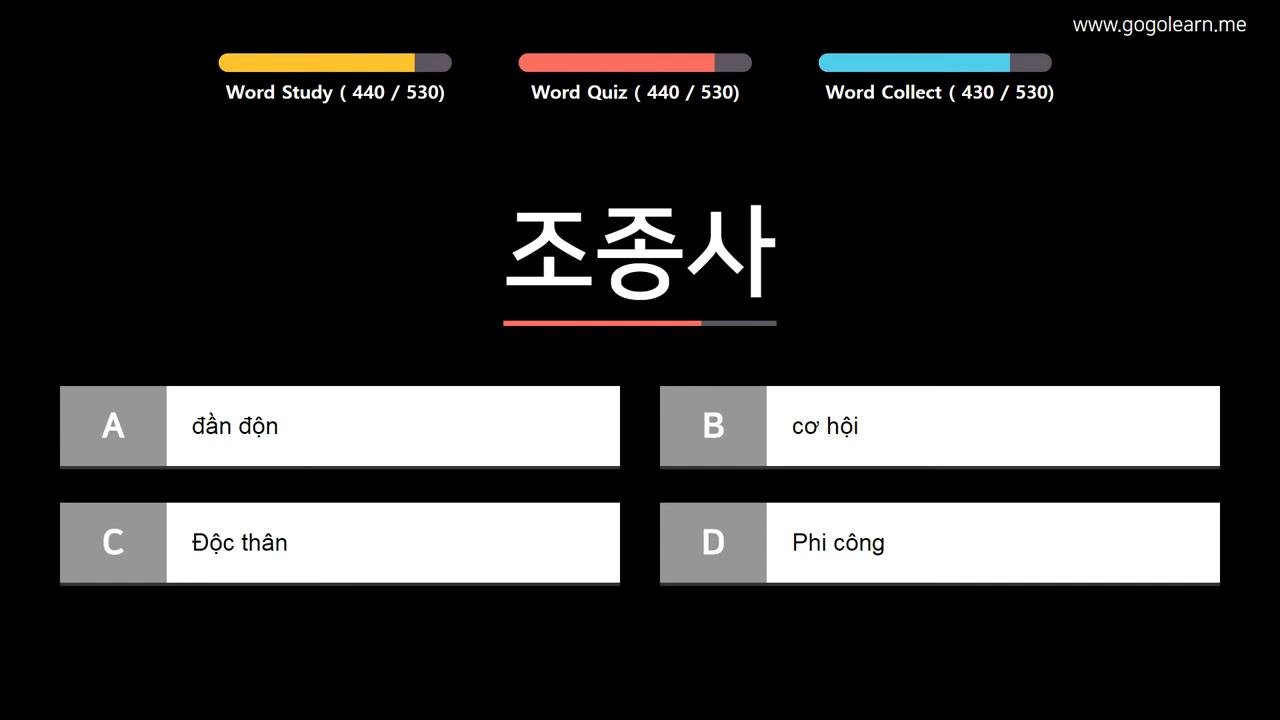 www.gogolearn.me
Word Study ( 440 / 530)
Word Quiz ( 440 / 530)
Word Collect ( 430 / 530)
조종사
A đần độn
B cơ hội
C Độc thân
D Phi công